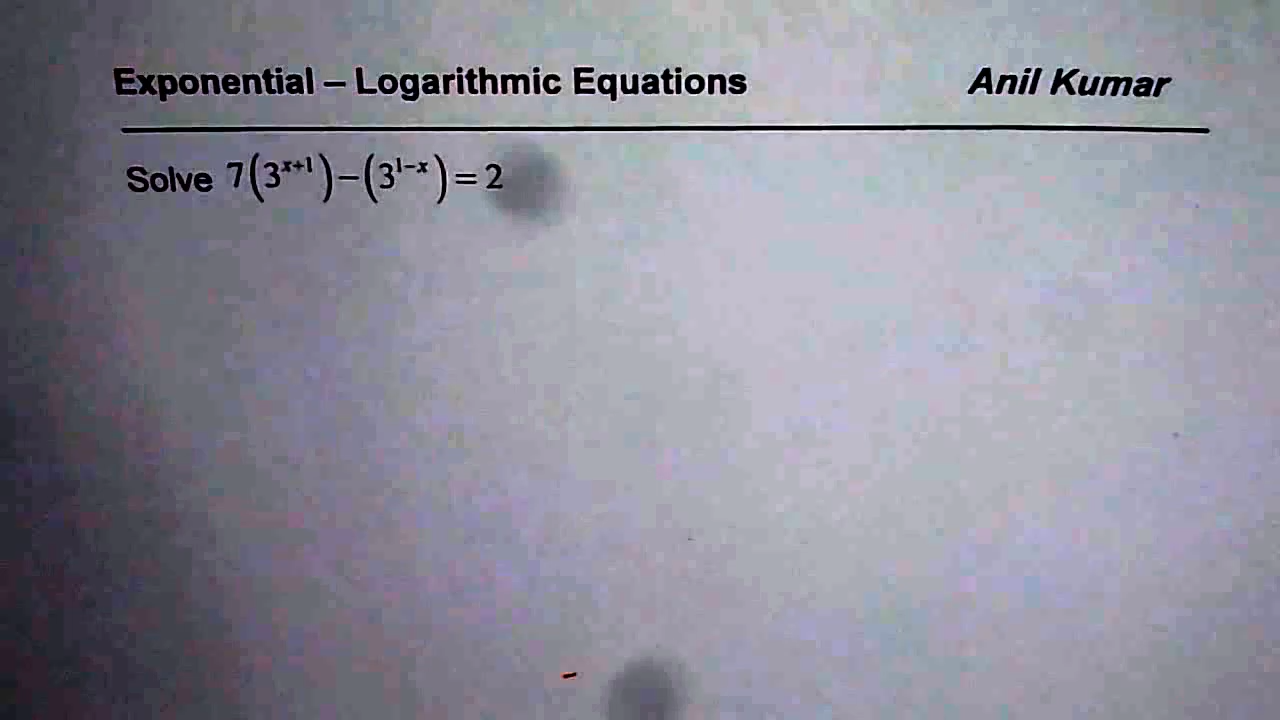 Exponential – Logarithmic Equations Anil Kumar
Solve 7(3^{x+1})−(3^{1−x})=2